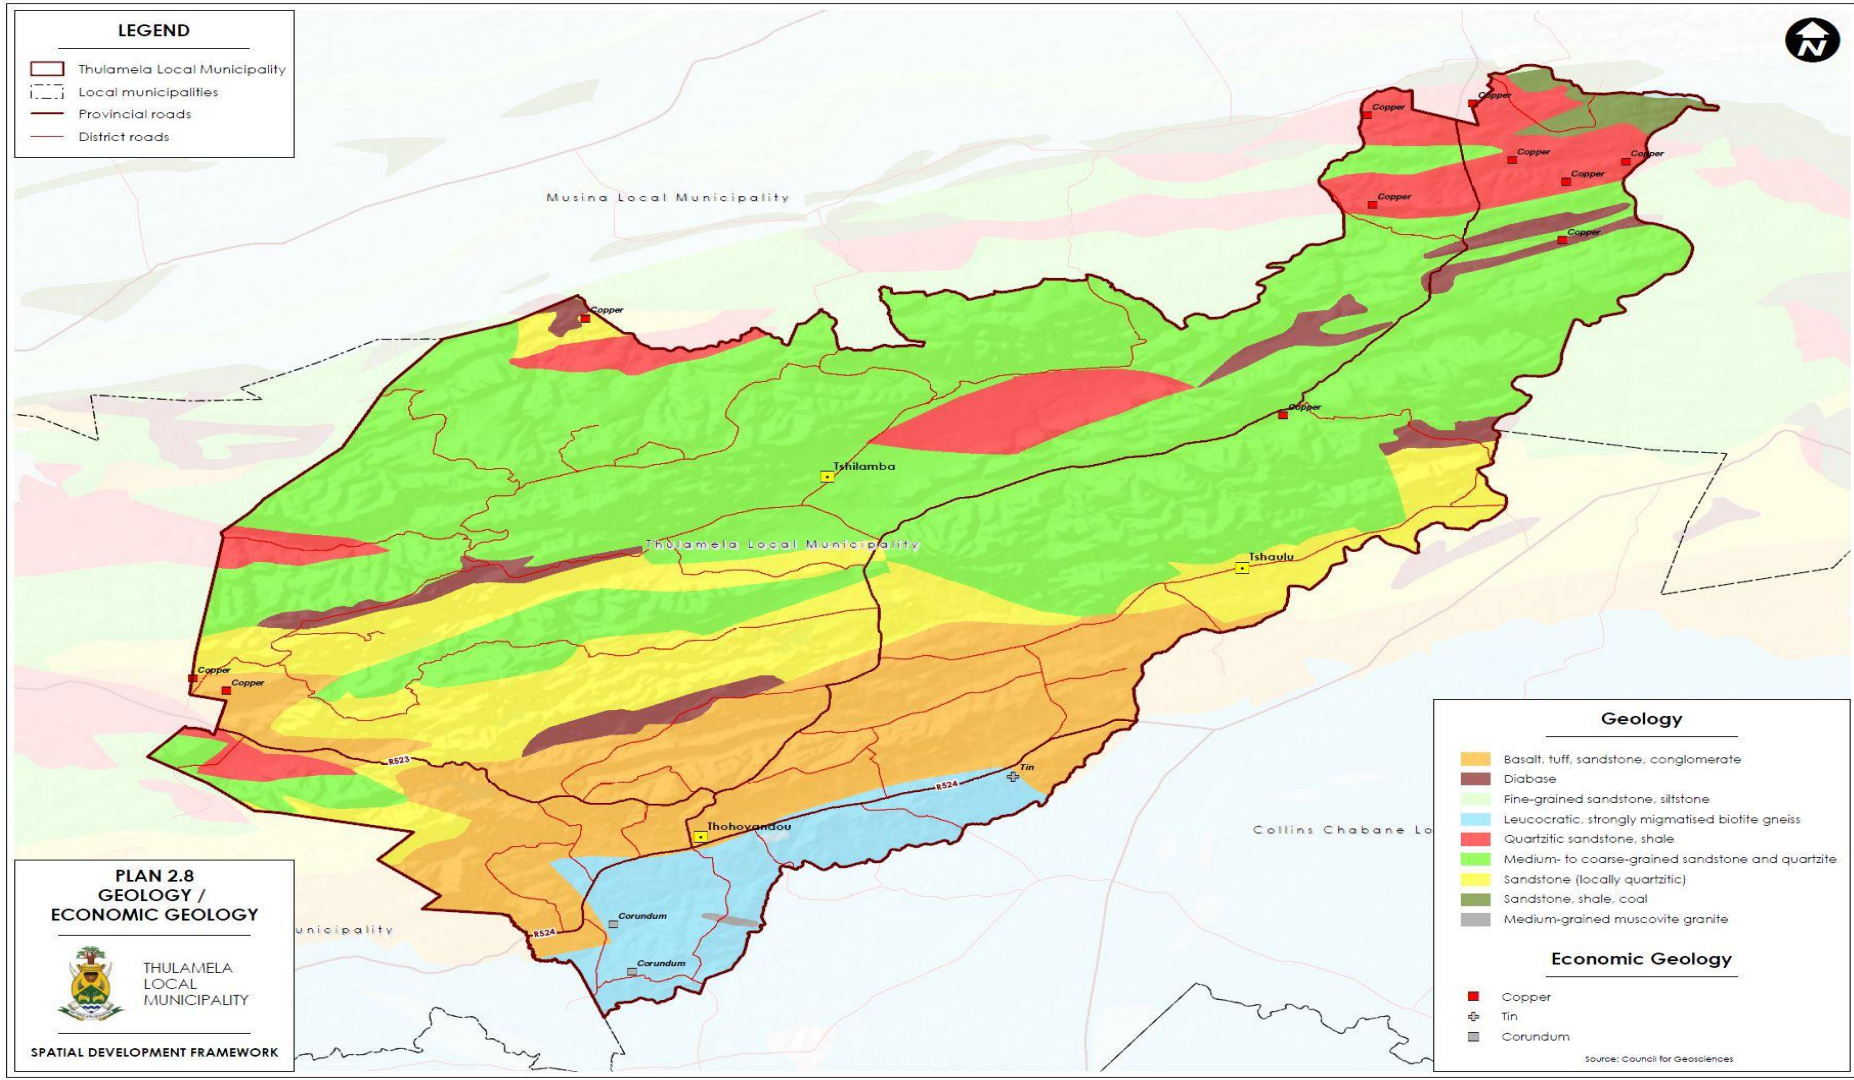 LEGEND
Thulamela Local Municipality
Local municipalities
Provincial roads
District roads
N
Copper
Copper
Copper
Copper
Copper
Copper
Copper
Musina Local Municipality
Copper
Copper
Tshilamba
Thulamela Local Municipality
Tshaulu
Copper
Copper
R523
Tin
R524
Thohoyandou
Collins Chabane Lo
Corundum
R524
unicipality
Corundum
PLAN 2.8
GEOLOGY /
ECONOMIC GEOLOGY
THULAMELA
LOCAL
MUNICIPALITY
SPATIAL DEVELOPMENT FRAMEWORK
Geology
Basalt, tuff, sandstone, conglomerate
Diabase
Fine-grained sandstone, siltstone
Leucocratic, strongly migmatised biotite gneiss
Quartzitic sandstone, shale
Medium- to coarse-grained sandstone and quartzite
Sandstone (locally quartzitic)
Sandstone, shale, coal
Medium-grained muscovite granite
Economic Geology
Copper
Tin
Corundum
Source: Council for Geosciences